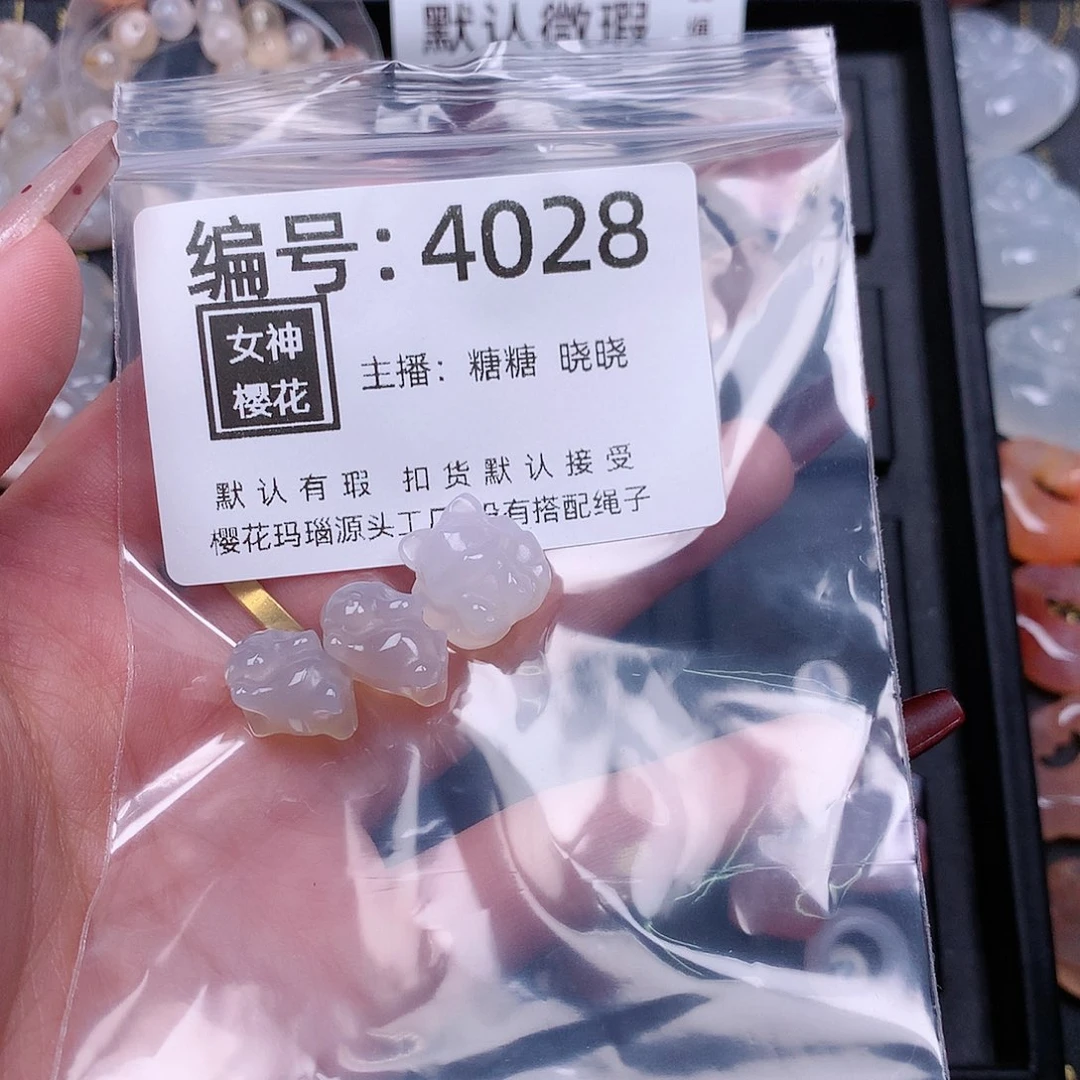 默认微瑕
编号：4028
女神
樱花
主播：糖糖 晓晓
默认有瑕 扣货默认接受
樱花玛瑙源头工厂 没有搭配绳子